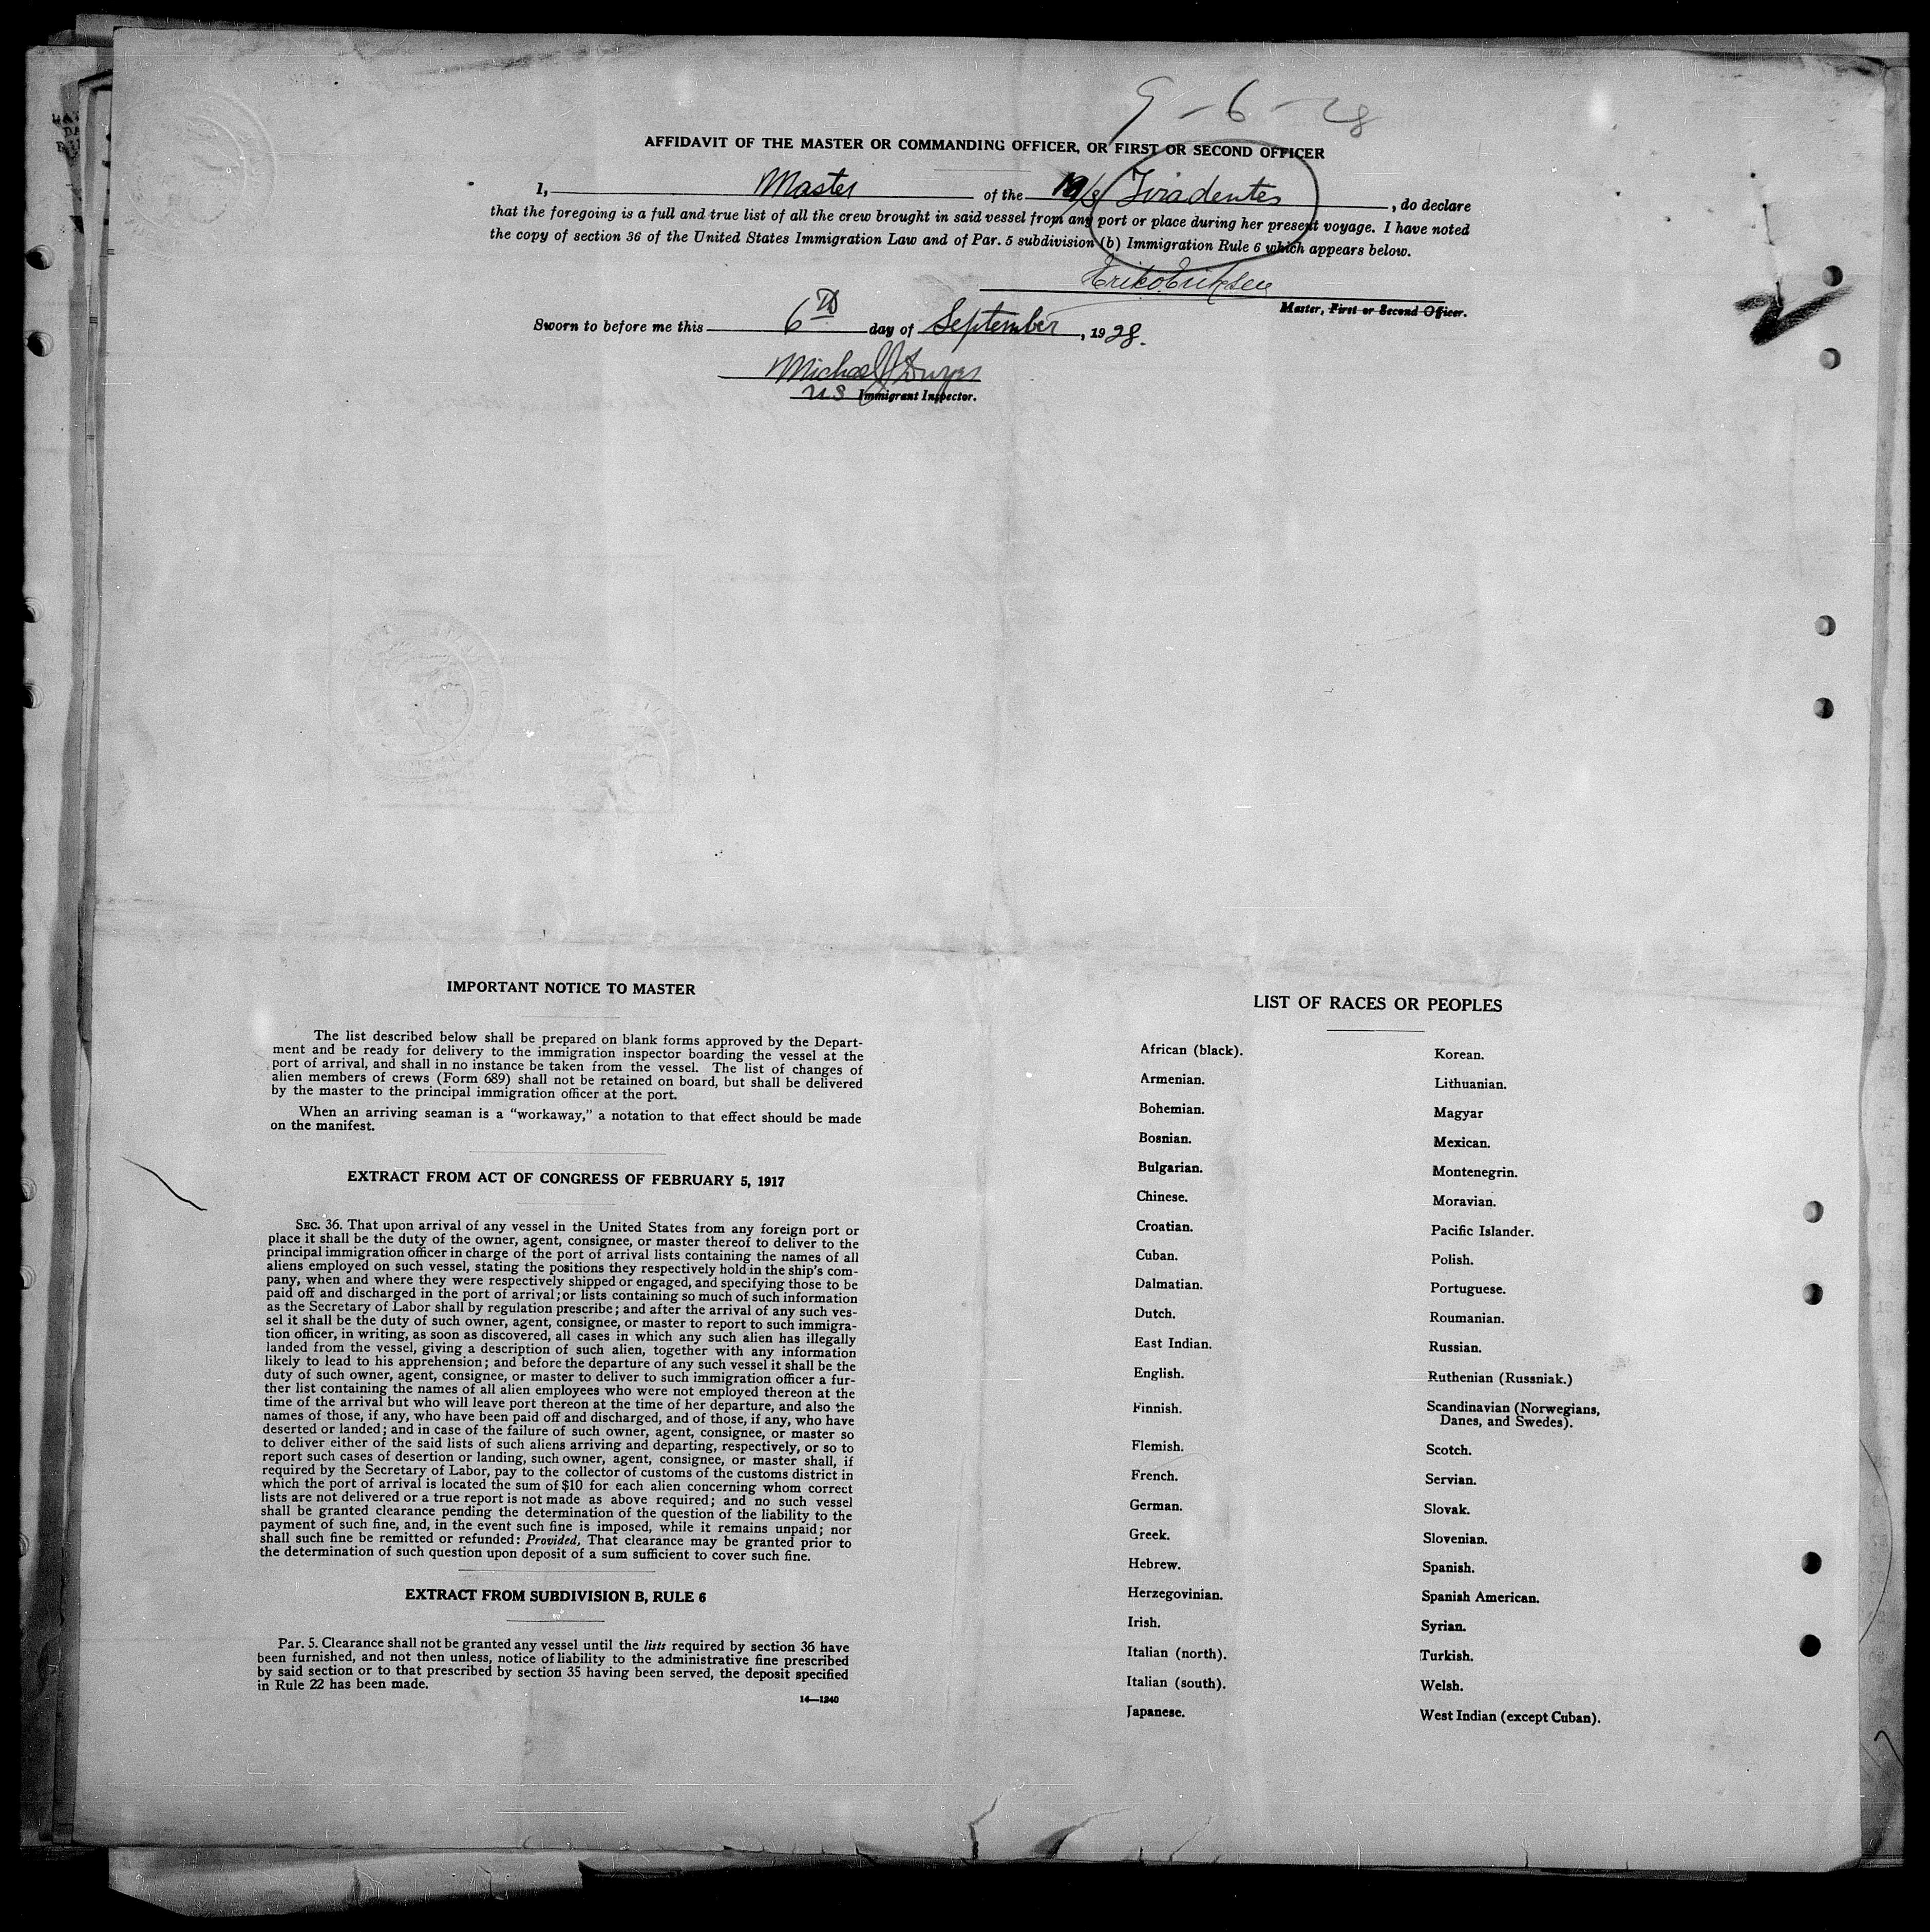 9-6-28
AFFIDAVIT OF THE MASTER OR COMMANDING OFFICER, OR FIRST OR SECOND OFFICER
I, Master of the M/S Tiradentes, do declare
that the foregoing is a full and true list of all the crew brought in said vessel from any port or place during her present voyage. I have noted
the copy of section 36 of the United States Immigration Law and of Par. 5 subdivision (b) Immigration Rule 6 which appears below.
Eriksen
Master, First or Second Officer.
Sworn to before me this 6th day of September, 1928.
Michael J
US Immigrant Inspector.
IMPORTANT NOTICE TO MASTER
The list described below shall be prepared on blank forms approved by the Depart-
ment and be ready for delivery to the immigration inspector boarding the vessel at the
port of arrival, and shall in no instance be taken from the vessel. The list of changes of
alien members of crews (Form 689) shall not be retained on board, but shall be delivered
by the master to the principal immigration officer at the port.
When an arriving seaman is a "workaway," a notation to that effect should be made
on the manifest.
EXTRACT FROM ACT OF CONGRESS OF FEBRUARY 5, 1917
SEC. 36. That upon arrival of any vessel in the United States from any foreign port or
place it shall be the duty of the owner, agent, consignee, or master thereof to deliver to the
principal immigration officer in charge of the port of arrival lists containing the names of all
aliens employed on such vessel, stating the positions they respectively hold in the ship's com-
pany, when and where they were respectively shipped or engaged, and specifying those to be
paid off and discharged in the port of arrival; or lists containing so much of such information
as the Secretary of Labor shall by regulation prescribe; and after the arrival of any such ves-
sel it shall be the duty of such owner, agent, consignee, or master to report to such immigra-
tion officer, in writing, as soon as discovered, all cases in which any such alien has illegally
landed from the vessel, giving a description of such alien, together with any information
likely to lead to his apprehension; and before the departure of any such vessel it shall be the
duty of such owner, agent, consignee, or master to deliver to such immigration officer a fur-
ther list containing the names of all alien employees who were not employed thereon at the
time of the arrival but who will leave port thereon at the time of her departure, and also the
names of those, if any, who have been paid off and discharged, and of those, if any, who have
deserted or landed; and in case of the failure of such owner, agent, consignee, or master so
to deliver either of the said lists of such aliens arriving and departing, respectively, or so to
report such cases of desertion or landing, such owner, agent, consignee, or master shall, if
required by the Secretary of Labor, pay to the collector of customs of the customs district in
which the port of arrival is located the sum of $10 for each alien concerning whom correct
lists are not delivered or a true report is not made as above required; and no such vessel
shall be granted clearance pending the determination of the question of the liability to the
payment of such fine, and, in the event such fine is imposed, while it remains unpaid; nor
shall such fine be remitted or refunded: Provided, That clearance may be granted prior to
the determination of such question upon deposit of a sum sufficient to cover such fine.
EXTRACT FROM SUBDIVISION B, RULE 6
Par. 5. Clearance shall not be granted any vessel until the lists required by section 36 have
been furnished, and not then unless, notice of liability to the administrative fine prescribed
by said section or to that prescribed by section 35 having been served, the deposit specified
in Rule 22 has been made.
14—1240
LIST OF RACES OR PEOPLES
African (black).
Armenian.
Bohemian.
Bosnian.
Bulgarian.
Chinese.
Croatian.
Cuban.
Dalmatian.
Dutch.
East Indian.
English.
Finnish.
Flemish.
French.
German.
Greek.
Hebrew.
Herzegovinian.
Irish.
Italian (north).
Italian (south).
Japanese.
Korean.
Lithuanian.
Magyar
Mexican.
Montenegrin.
Moravian.
Pacific Islander.
Polish.
Portuguese.
Roumanian.
Russian.
Ruthenian (Russniak.)
Scandinavian (Norwegians,
Danes, and Swedes).
Scotch.
Servian.
Slovak.
Slovenian.
Spanish.
Spanish American.
Syrian.
Turkish.
Welsh.
West Indian (except Cuban).